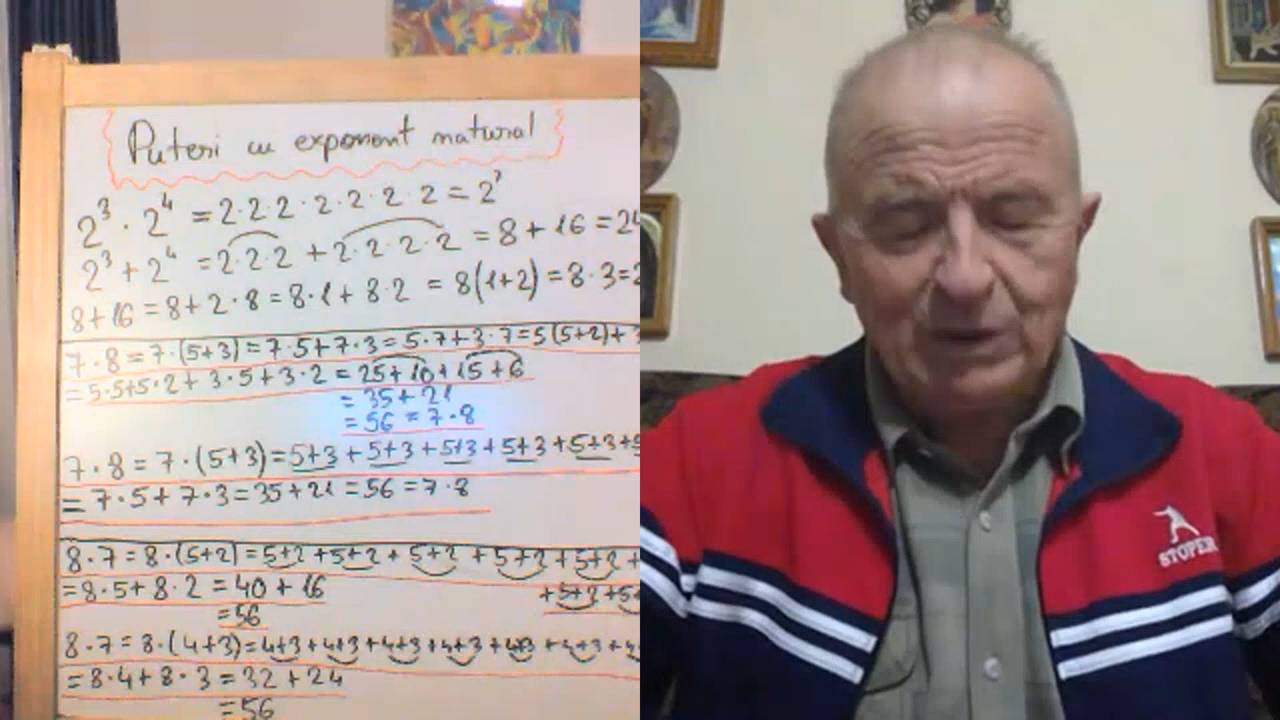 Puteri cu exponent natural
2³ · 2⁴ = 2·2·2 · 2·2·2·2 = 2⁷
2³ + 2⁴ = 2·2·2 + 2·2·2·2 = 8 + 16 = 24
8 + 16 = 8 + 2·8 = 8·1 + 8·2 = 8(1+2) = 8·3=2
7·8 = 7·(5+3) = 7·5+7·3 = 5·7+3·7=5(5+2)+3
= 5·5+5·2 + 3·5+3·2 = 25+10+15+6
= 35+21
= 56 = 7·8
7·8 = 7·(5+3) = 5+3 + 5+3 + 5+3 + 5+3 + 5+3+5
= 7·5+ 7·3 = 35+21 = 56 = 7·8
8·7 = 8·(5+2) = 5+2 +5+2 + 5+2 + 5+2 +5+2 +
= 8·5+ 8·2 = 40 + 16 +5+2 +5+
= 56
8·7 = 8·(4+3) = 4+3 + 4+3 + 4+3 + 4+3 + 4+3 + 4+3 + 4
= 8·4+ 8·3 = 32 + 24
= 56
STOPER